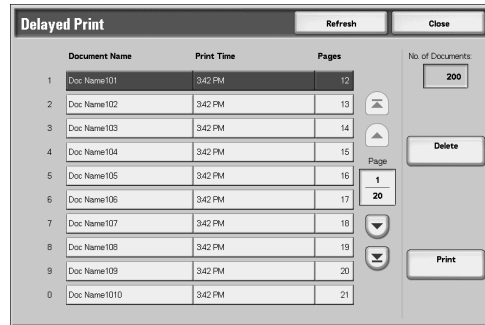 Delayed Print Refresh Close
Document Name Print Time Pages No. of Documents:
200
1 Doc Name101 3:42 PM 12
2 Doc Name102 3:42 PM 13
3 Doc Name103 3:42 PM 14
4 Doc Name104 3:42 PM 15
Delete
Page
5 Doc Name105 3:42 PM 16
1
6 Doc Name106 3:42 PM 17
20
7 Doc Name107 3:42 PM 18
8 Doc Name108 3:42 PM 19
9 Doc Name109 3:42 PM 20
Print
0 Doc Name1010 3:42 PM 21